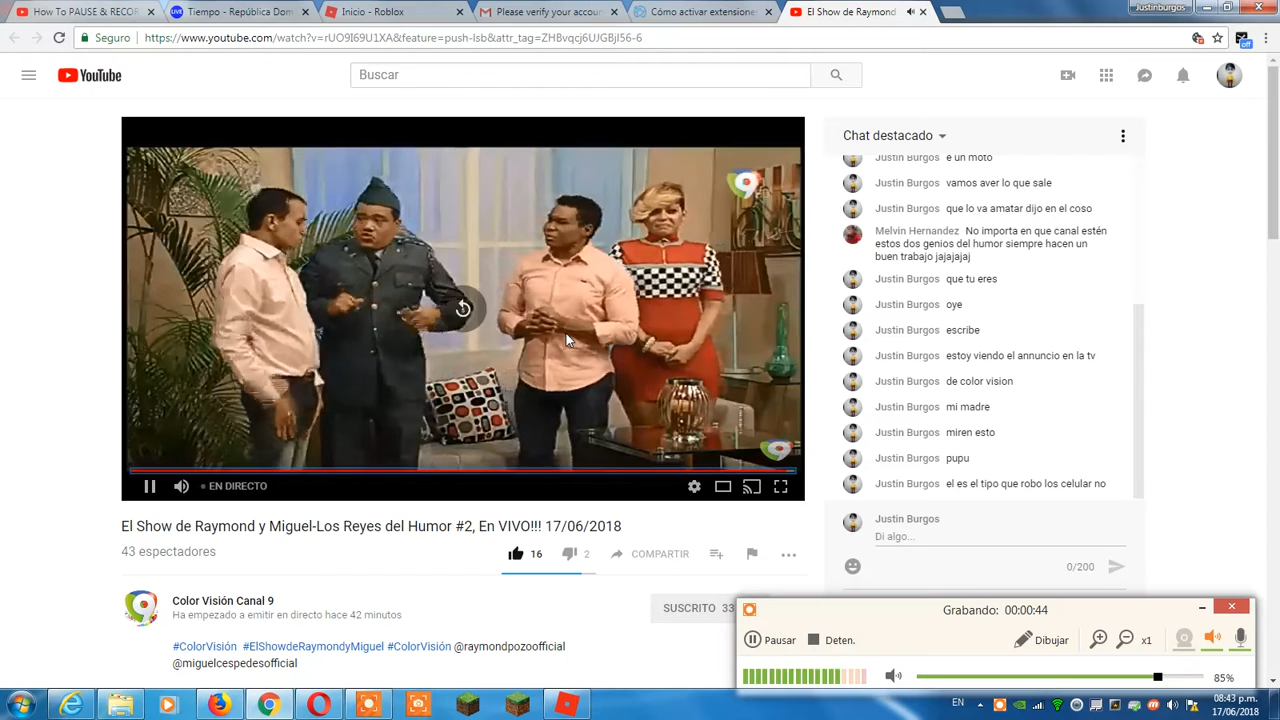 How To PAUSE & RECOR
Tiempo - República Dom
Inicio - Roblox
Please verify your accou
Cómo activar extensione
El Show de Raymond
Justinburgos
Seguro
https://www.youtube.com/watch?v=rUO9I69U1XA&feature=push-lsb&attr_tag=ZHBvqcj6UJGBjI56-6
off
YouTube
Buscar
Chat destacado
Justin Burgos e un moto
Justin Burgos vamos aver lo que sale
Justin Burgos que lo va amatar dijo en el coso
Melvin Hernandez No importa en que canal estén
estos dos genios del humor siempre hacen un
buen trabajo jajajajaj
Justin Burgos que tu eres
Justin Burgos oye
Justin Burgos escribe
Justin Burgos estoy viendo el annuncio en la tv
Justin Burgos de color vision
Justin Burgos mi madre
Justin Burgos miren esto
Justin Burgos pupu
Justin Burgos el es el tipo que robo los celular no
Justin Burgos
Di algo...
0/200
EN DIRECTO
El Show de Raymond y Miguel-Los Reyes del Humor #2, En VIVO!!! 17/06/2018
43 espectadores
16
2
COMPARTIR
Color Visión Canal 9
Ha empezado a emitir en directo hace 42 minutos
SUSCRITO 33
#ColorVisión #ElShowdeRaymondyMiguel #ColorVisión @raymondpozoofficial
@miguelcespedesofficial
Grabando: 00:00:44
Pausar
Deten.
Dibujar
x1
85%
EN
08:43 p.m.
17/06/2018